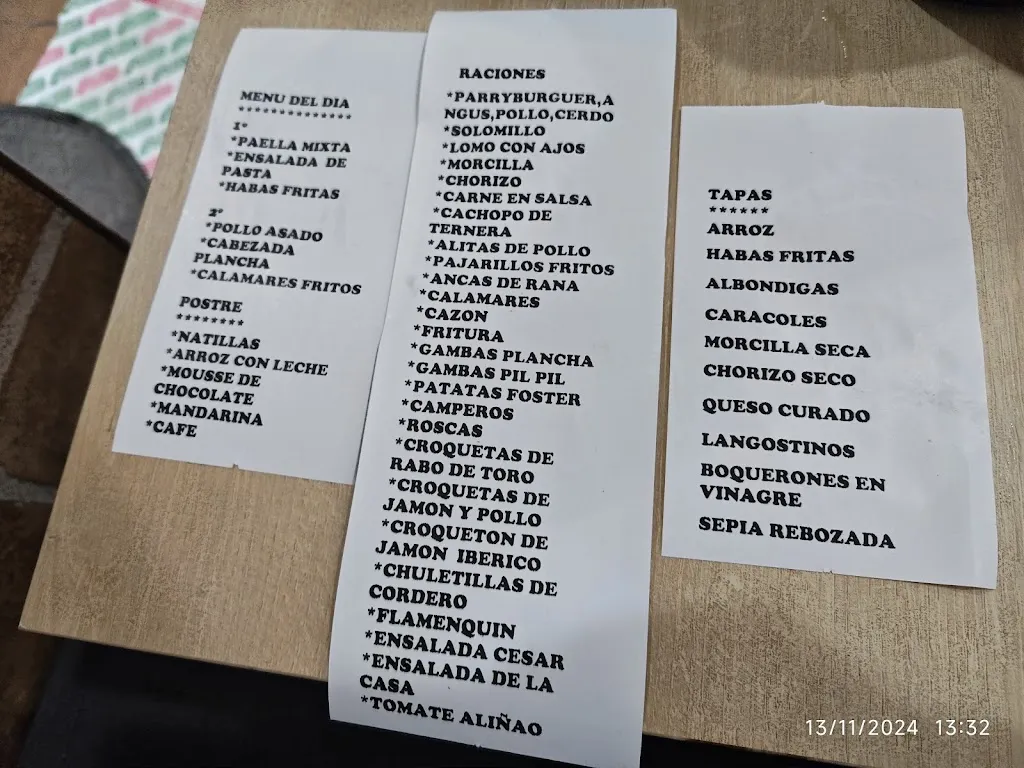 MENU DEL DIA
**************
1º
*PAELLA MIXTA
*ENSALADA DE
PASTA
*HABAS FRITAS
2º
*POLLO ASADO
*CABEZADA
PLANCHA
*CALAMARES FRITOS
POSTRE
********
*NATILLAS
*ARROZ CON LECHE
*MOUSSE DE
CHOCOLATE
*MANDARINA
*CAFE
RACIONES
*PARRYBURGUER,A
NGUS,POLLO,CERDO
*SOLOMILLO
*LOMO CON AJOS
*MORCILLA
*CHORIZO
*CARNE EN SALSA
*CACHOPO DE
TERNERA
*ALITAS DE POLLO
*PAJARILLOS FRITOS
*ANCAS DE RANA
*CALAMARES
*CAZON
*FRITURA
*GAMBAS PLANCHA
*GAMBAS PIL PIL
*PATATAS FOSTER
*CAMPEROS
*ROSCAS
*CROQUETAS DE
RABO DE TORO
*CROQUETAS DE
JAMON Y POLLO
*CROQUETON DE
JAMON IBERICO
*CHULETILLAS DE
CORDERO
*FLAMENQUIN
*ENSALADA CESAR
*ENSALADA DE LA
CASA
*TOMATE ALIÑAO
TAPAS
******
ARROZ
HABAS FRITAS
ALBONDIGAS
CARACOLES
MORCILLA SECA
CHORIZO SECO
QUESO CURADO
LANGOSTINOS
BOQUERONES EN
VINAGRE
SEPIA REBOZADA
13/11/2024 13:32